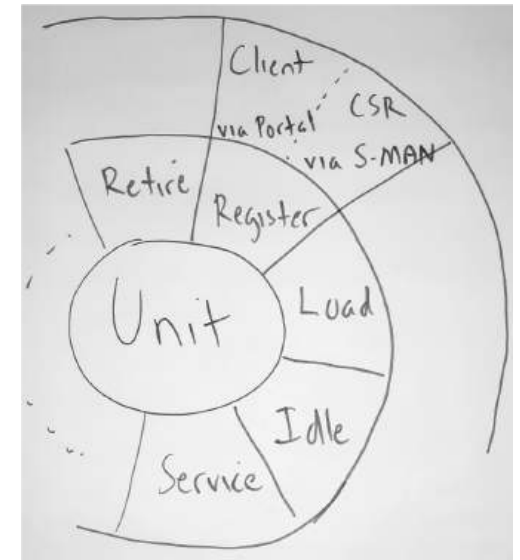 Client
CSR
via Portal
via S-MAN
Retire
Register
Unit
Load
Idle
Service